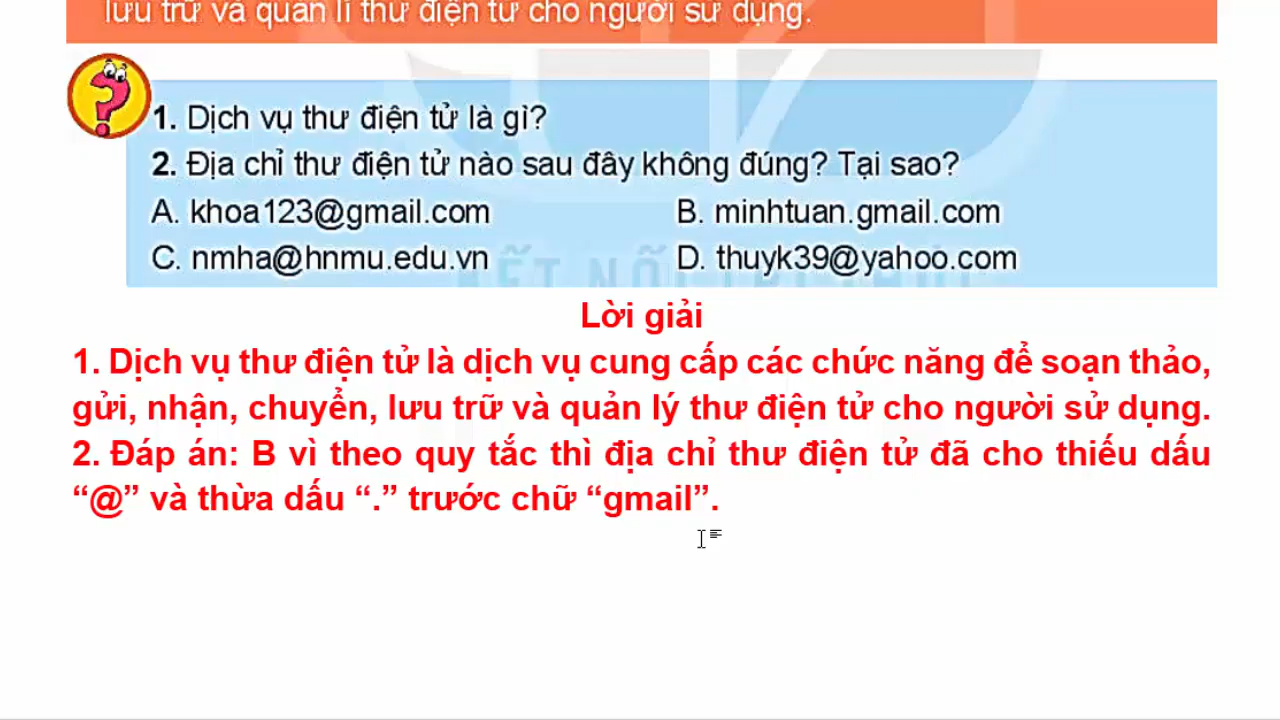 lưu trữ và quản lí thư điện tử cho người sử dụng.
1. Dịch vụ thư điện tử là gì?
2. Địa chỉ thư điện tử nào sau đây không đúng? Tại sao?
A. khoa123@gmail.com B. minhtuan.gmail.com
C. nmha@hnmu.edu.vn D. thuyk39@yahoo.com
Lời giải
1. Dịch vụ thư điện tử là dịch vụ cung cấp các chức năng để soạn thảo,
gửi, nhận, chuyển, lưu trữ và quản lý thư điện tử cho người sử dụng.
2. Đáp án: B vì theo quy tắc thì địa chỉ thư điện tử đã cho thiếu dấu
“@” và thừa dấu “.” trước chữ “gmail”.